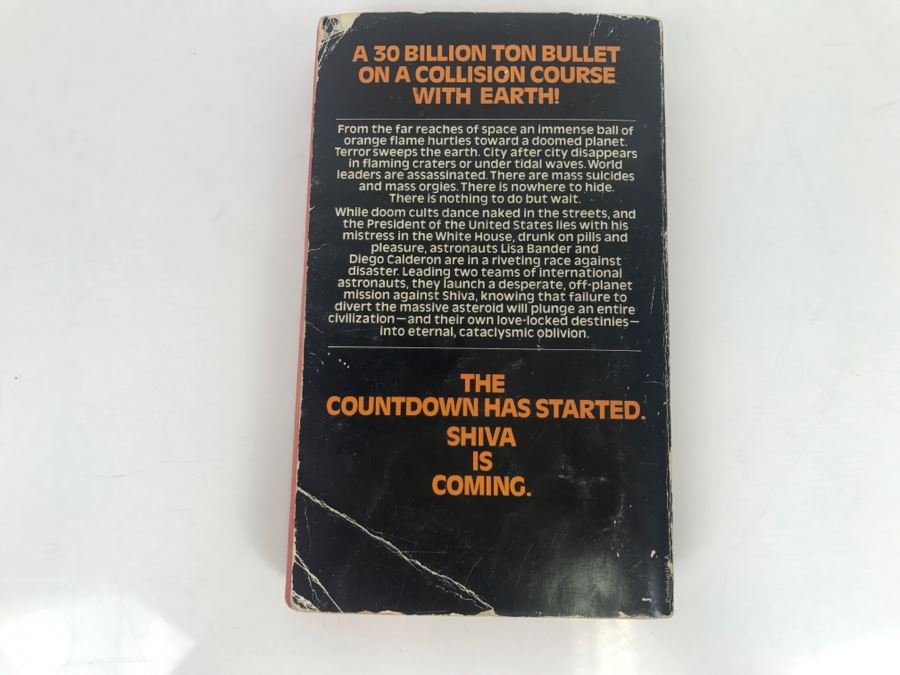 A 30 BILLION TON BULLET
ON A COLLISION COURSE
WITH EARTH!
From the far reaches of space an immense ball of
orange flame hurtles toward a doomed planet.
Terror sweeps the earth. City after city disappears
in flaming craters or under tidal waves. World
leaders are assassinated. There are mass suicides
and mass orgies. There is nowhere to hide.
There is nothing to do but wait.
While doom cults dance naked in the streets, and
the President of the United States lies with his
mistress in the White House, drunk on pills and
pleasure, astronauts Lisa Bander and
Diego Calderon are in a riveting race against
disaster. Leading two teams of international
astronauts, they launch a desperate, off-planet
mission against Shiva, knowing that failure to
divert the massive asteroid will plunge an entire
civilization—and their own love-locked destinies—
into eternal, cataclysmic oblivion.
THE
COUNTDOWN HAS STARTED.
SHIVA
IS
COMING.
Printed in U.S.A.